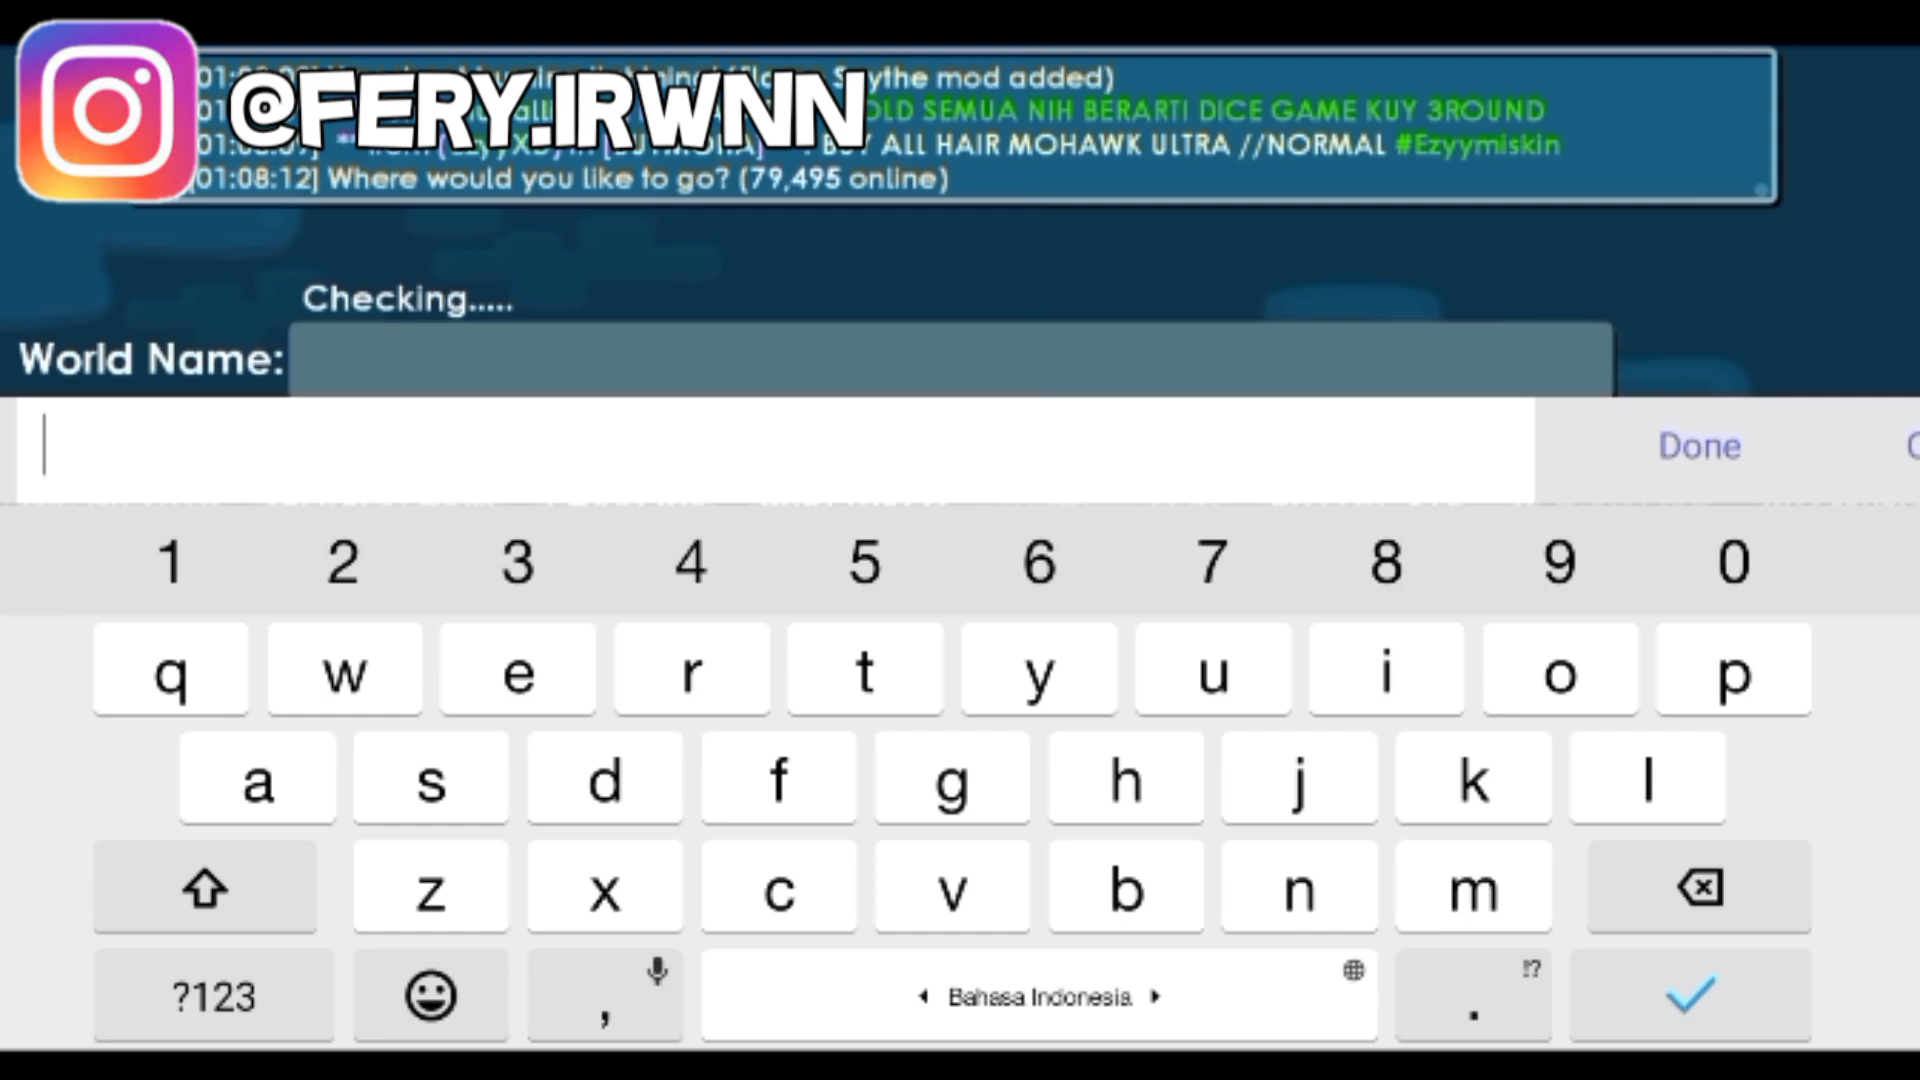 @FERY.IRWNN
Scythe mod added)
OLD SEMUA NIH BERARTI DICE GAME KUY 3ROUND
BUY ALL HAIR MOHAWK ULTRA //NORMAL #Ezyymiskin
[01:08:12] Where would you like to go? (79,495 online)
Checking.....
World Name:
Done
1 2 3 4 5 6 7 8 9 0
q w e r t y u i o p
a s d f g h j k l
z x c v b n m
?123 , Bahasa Indonesia !? .